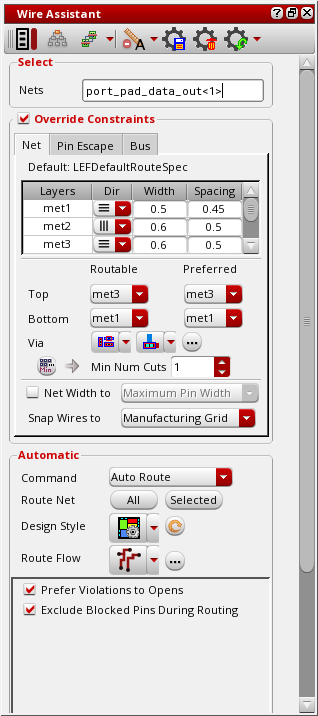 Wire Assistant
Select
Nets port_pad_data_out<1>
Override Constraints
Net Pin Escape Bus
Default: LEFDefaultRouteSpec
Layers Dir Width Spacing
met1 0.5 0.45
met2 0.6 0.5
met3 0.6 0.5
Routable Preferred
Top met3 met3
Bottom met1 met1
Via
Min Min Num Cuts 1
Net Width to Maximum Pin Width
Snap Wires to Manufacturing Grid
Automatic
Command Auto Route
Route Net All Selected
Design Style
Route Flow
Prefer Violations to Opens
Exclude Blocked Pins During Routing